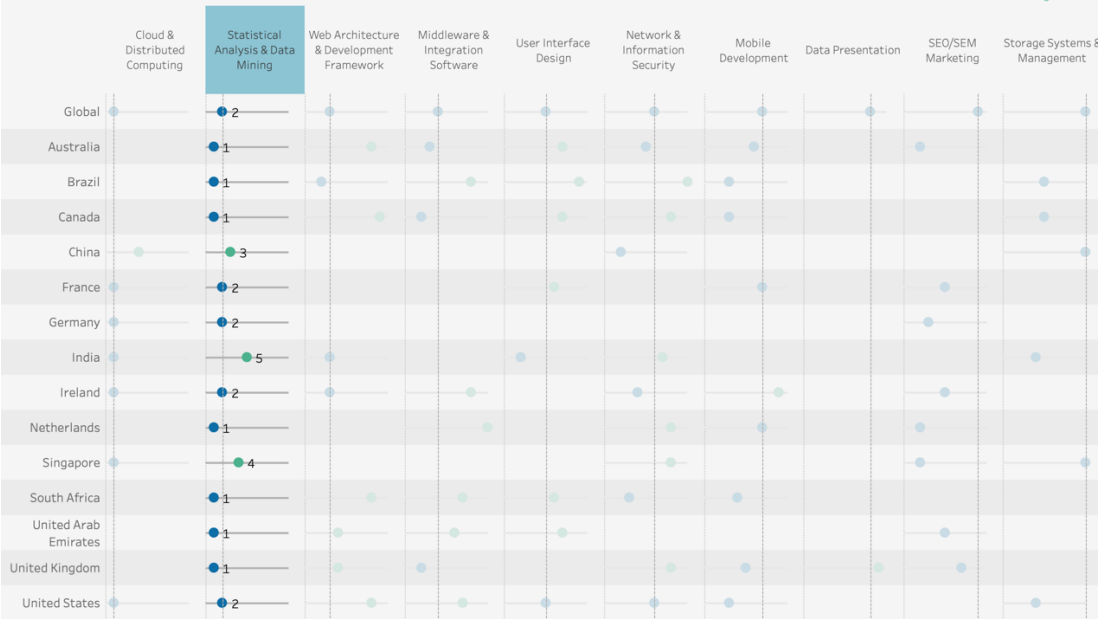 Cloud &
Distributed
Computing
Statistical
Analysis & Data
Mining
Web Architecture
& Development
Framework
Middleware &
Integration
Software
User Interface
Design
Network &
Information
Security
Mobile
Development
Data Presentation
SEO/SEM
Marketing
Storage Systems &
Management
Global 2
Australia 1
Brazil 1
Canada 1
China 3
France 2
Germany 2
India 5
Ireland 2
Netherlands 1
Singapore 4
South Africa 1
United Arab
Emirates 1
United Kingdom 1
United States 2